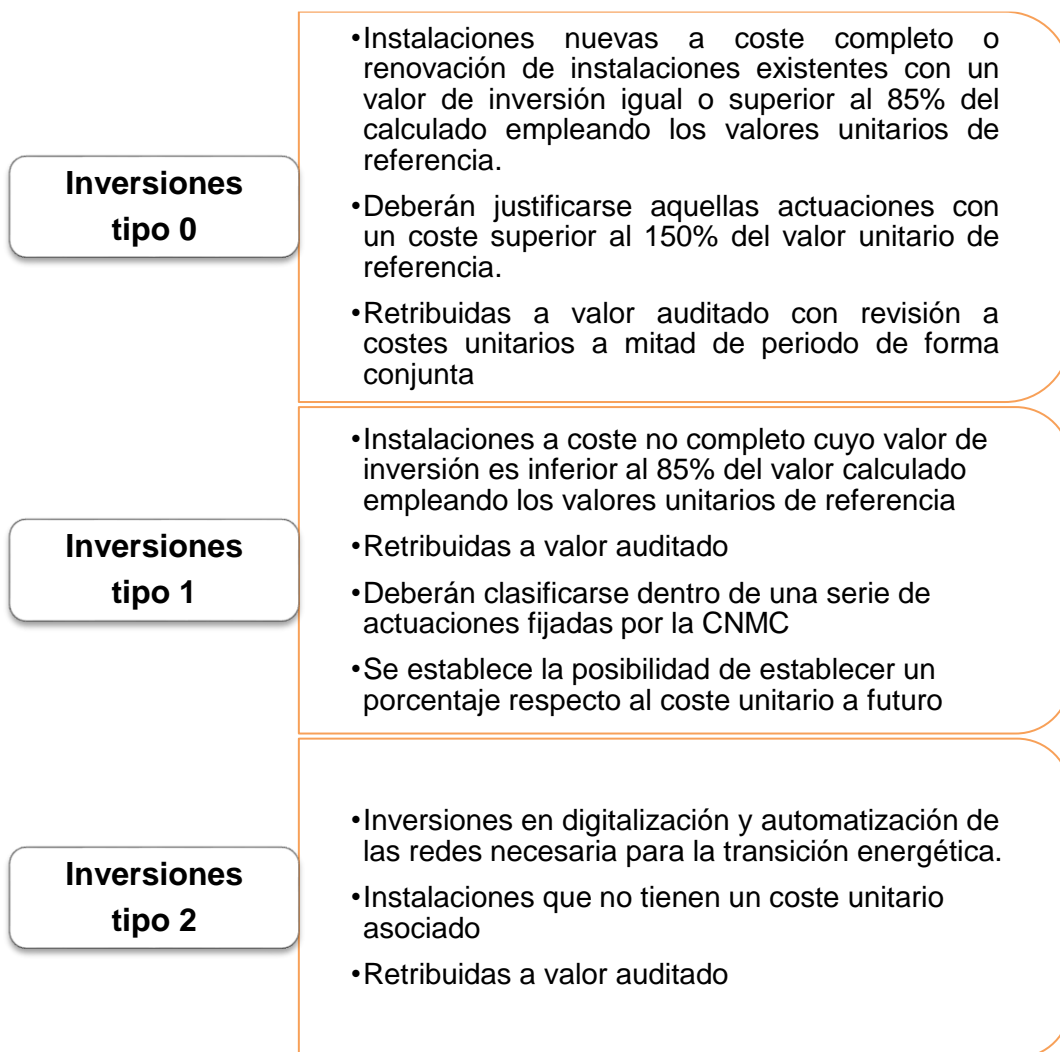 Inversiones
tipo 0
•Instalaciones nuevas a coste completo o
renovación de instalaciones existentes con un
valor de inversión igual o superior al 85% del
calculado empleando los valores unitarios de
referencia.
•Deberán justificarse aquellas actuaciones con
un coste superior al 150% del valor unitario de
referencia.
•Retribuidas a valor auditado con revisión a
costes unitarios a mitad de periodo de forma
conjunta
Inversiones
tipo 1
•Instalaciones a coste no completo cuyo valor de
inversión es inferior al 85% del valor calculado
empleando los valores unitarios de referencia
•Retribuidas a valor auditado
•Deberán clasificarse dentro de una serie de
actuaciones fijadas por la CNMC
•Se establece la posibilidad de establecer un
porcentaje respecto al coste unitario a futuro
Inversiones
tipo 2
•Inversiones en digitalización y automatización de
las redes necesaria para la transición energética.
•Instalaciones que no tienen un coste unitario
asociado
•Retribuidas a valor auditado